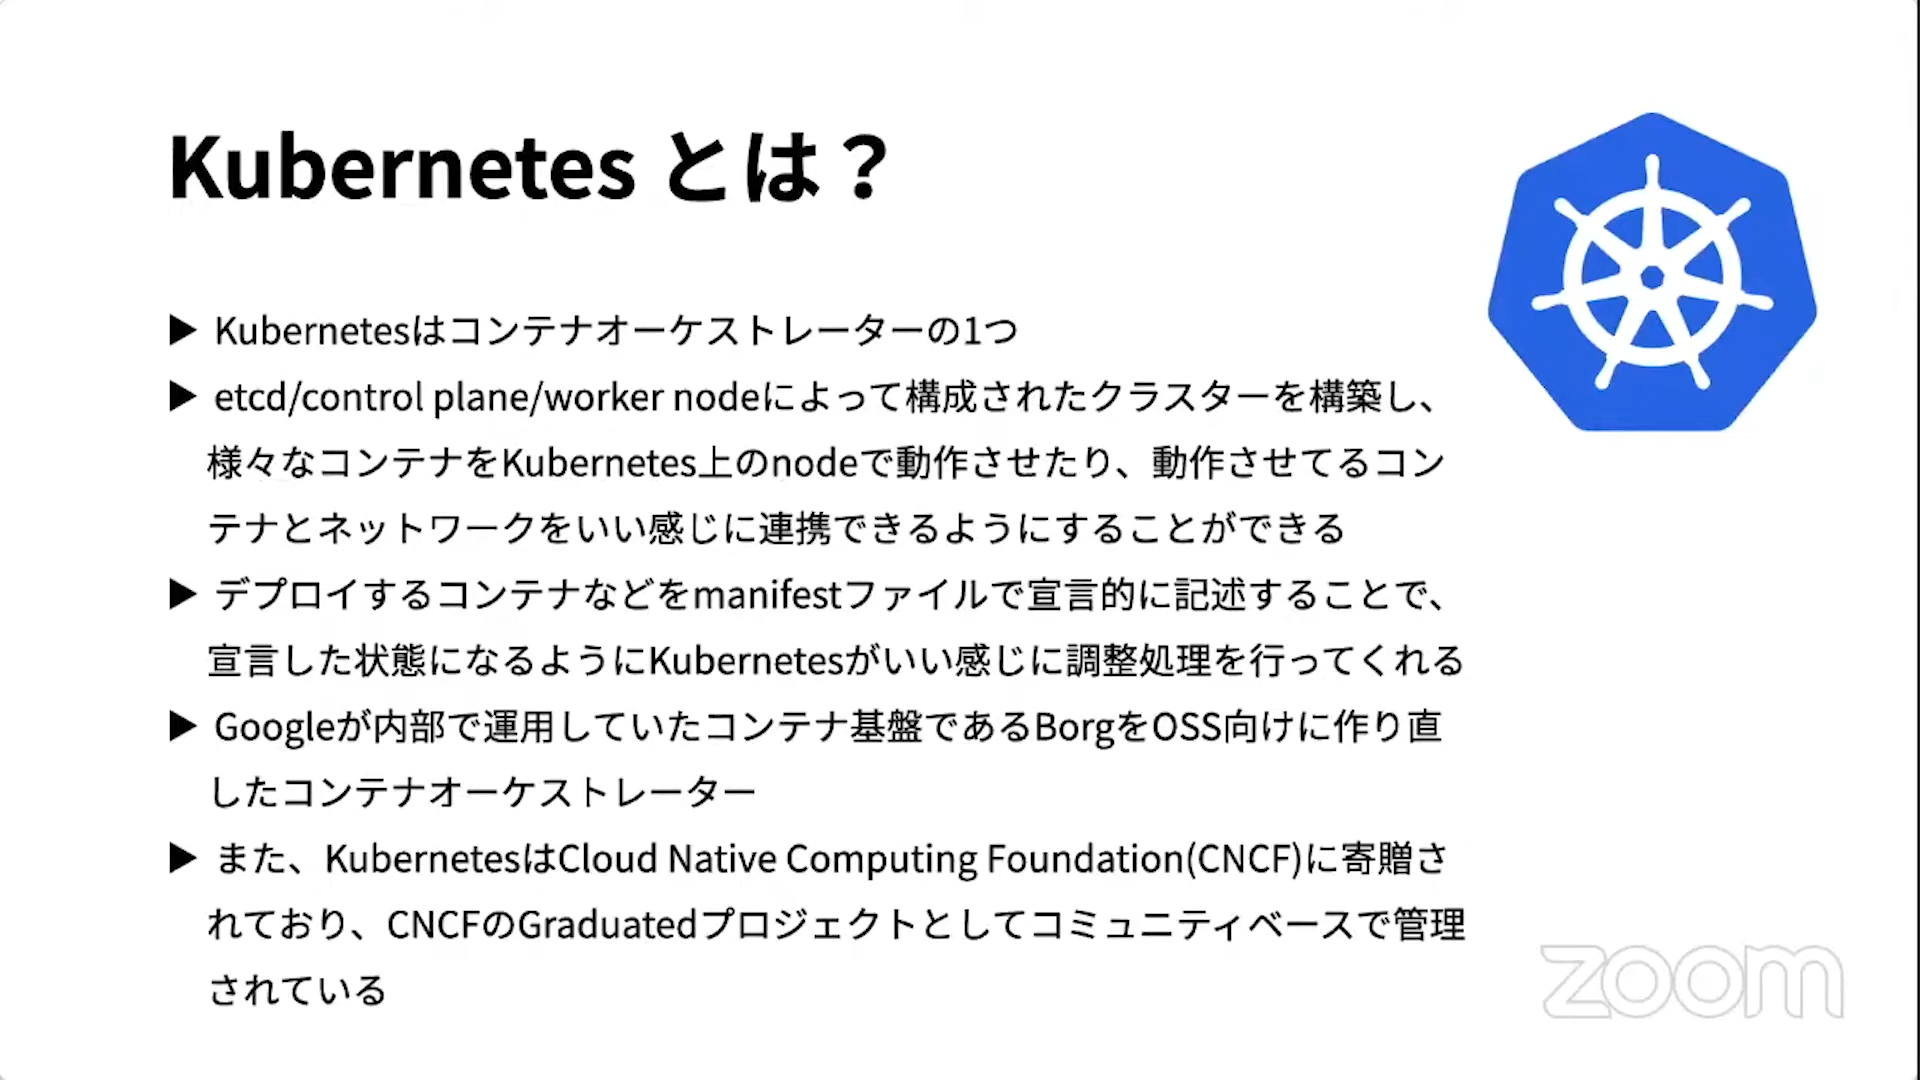 Kubernetes とは？
▶ Kubernetesはコンテナオーケストレーターの1つ
▶ etcd/control plane/worker nodeによって構成されたクラスターを構築し、
様々なコンテナをKubernetes上のnodeで動作させたり、動作させてるコン
テナとネットワークをいい感じに連携できるようにすることができる
▶ デプロイするコンテナなどをmanifestファイルで宣言的に記述することで、
宣言した状態になるようにKubernetesがいい感じに調整処理を行ってくれる
▶ Googleが内部で運用していたコンテナ基盤であるBorgをOSS向けに作り直
したコンテナオーケストレーター
▶ また、KubernetesはCloud Native Computing Foundation(CNCF)に寄贈さ
れており、CNCFのGraduatedプロジェクトとしてコミュニティベースで管理
されている
zoom